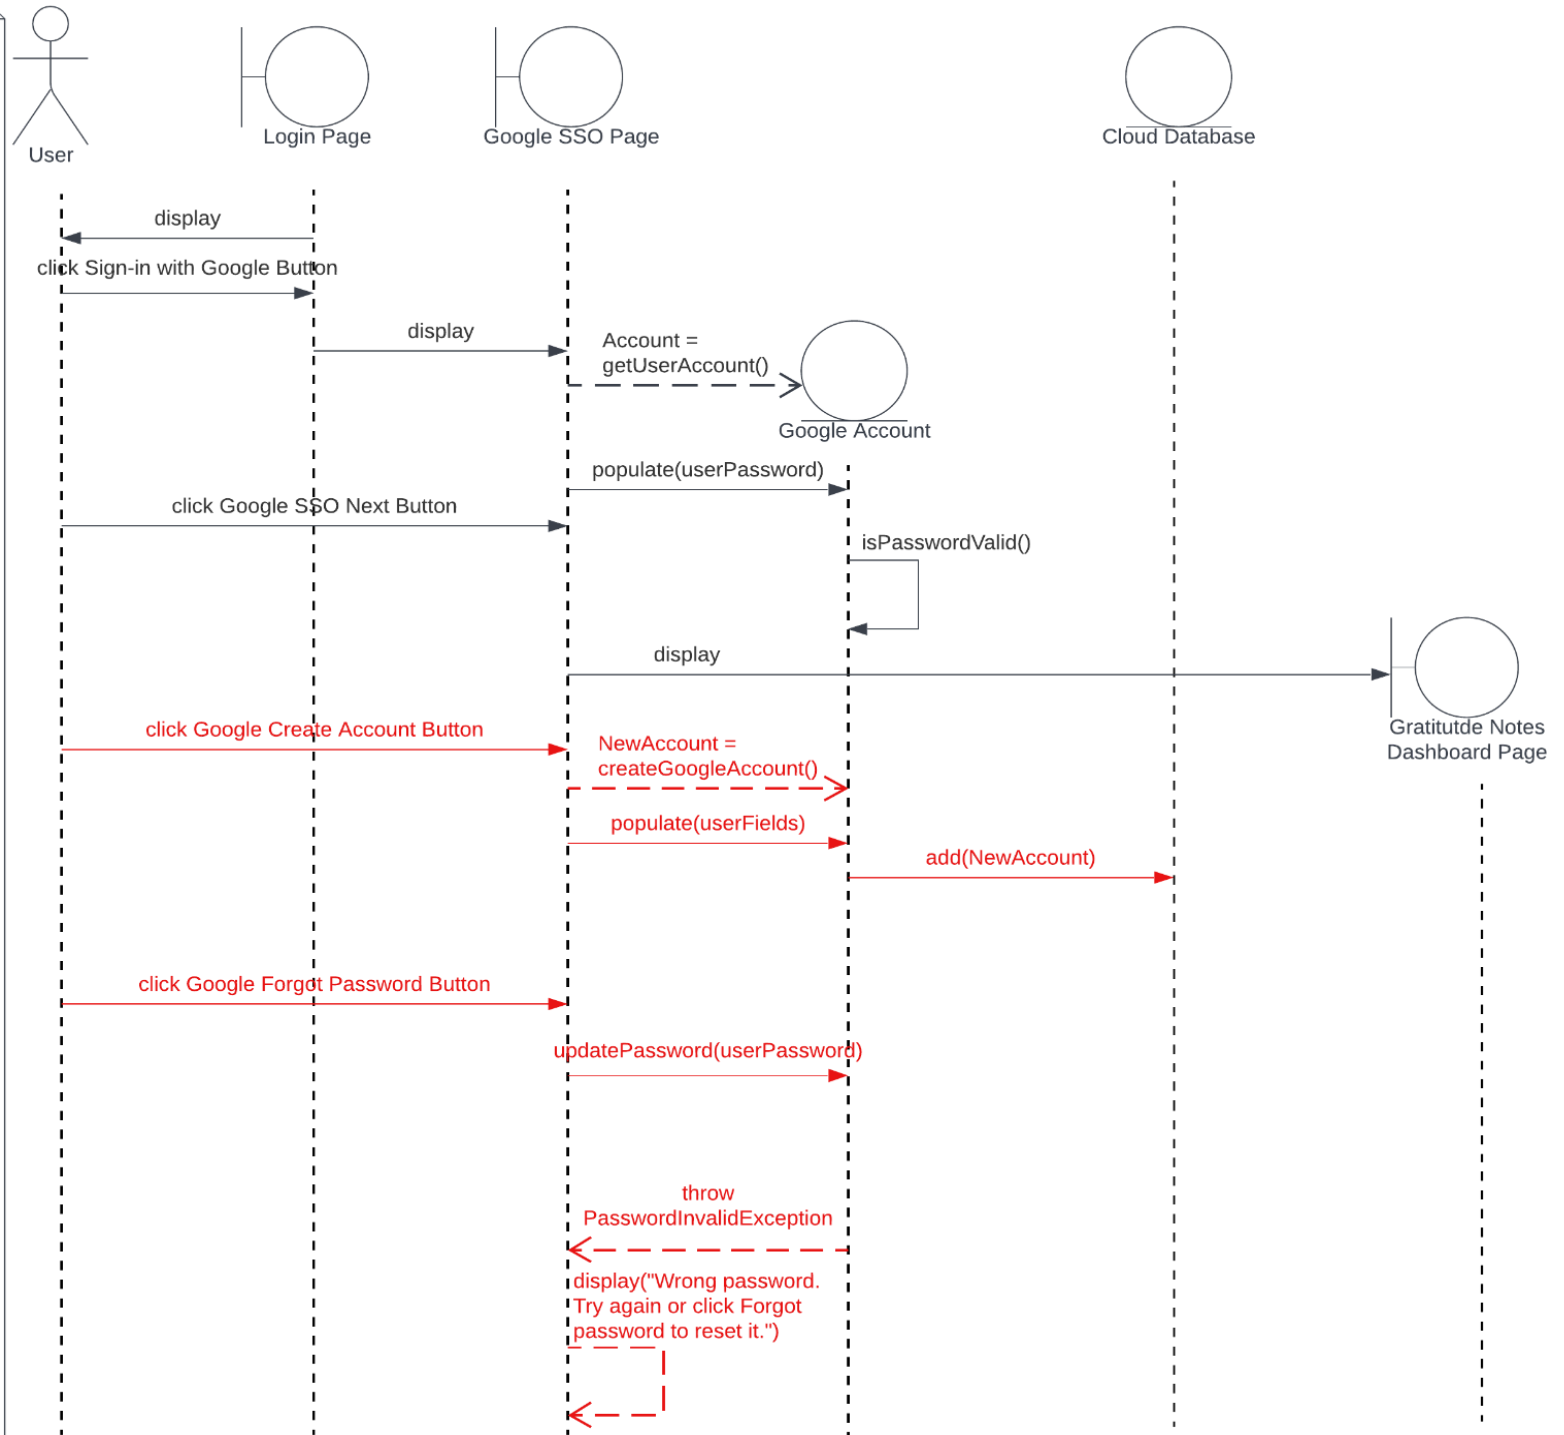 User
Login Page
Google SSO Page
Cloud Database
display
click Sign-in with Google Button
display
Account =
getUserAccount()
Google Account
populate(userPassword)
click Google SSO Next Button
isPasswordValid()
display
Gratitutde Notes
Dashboard Page
click Google Create Account Button
NewAccount =
createGoogleAccount()
populate(userFields)
add(NewAccount)
click Google Forgot Password Button
updatePassword(userPassword)
throw
PasswordInvalidException
display("Wrong password.
Try again or click Forgot
password to reset it.")